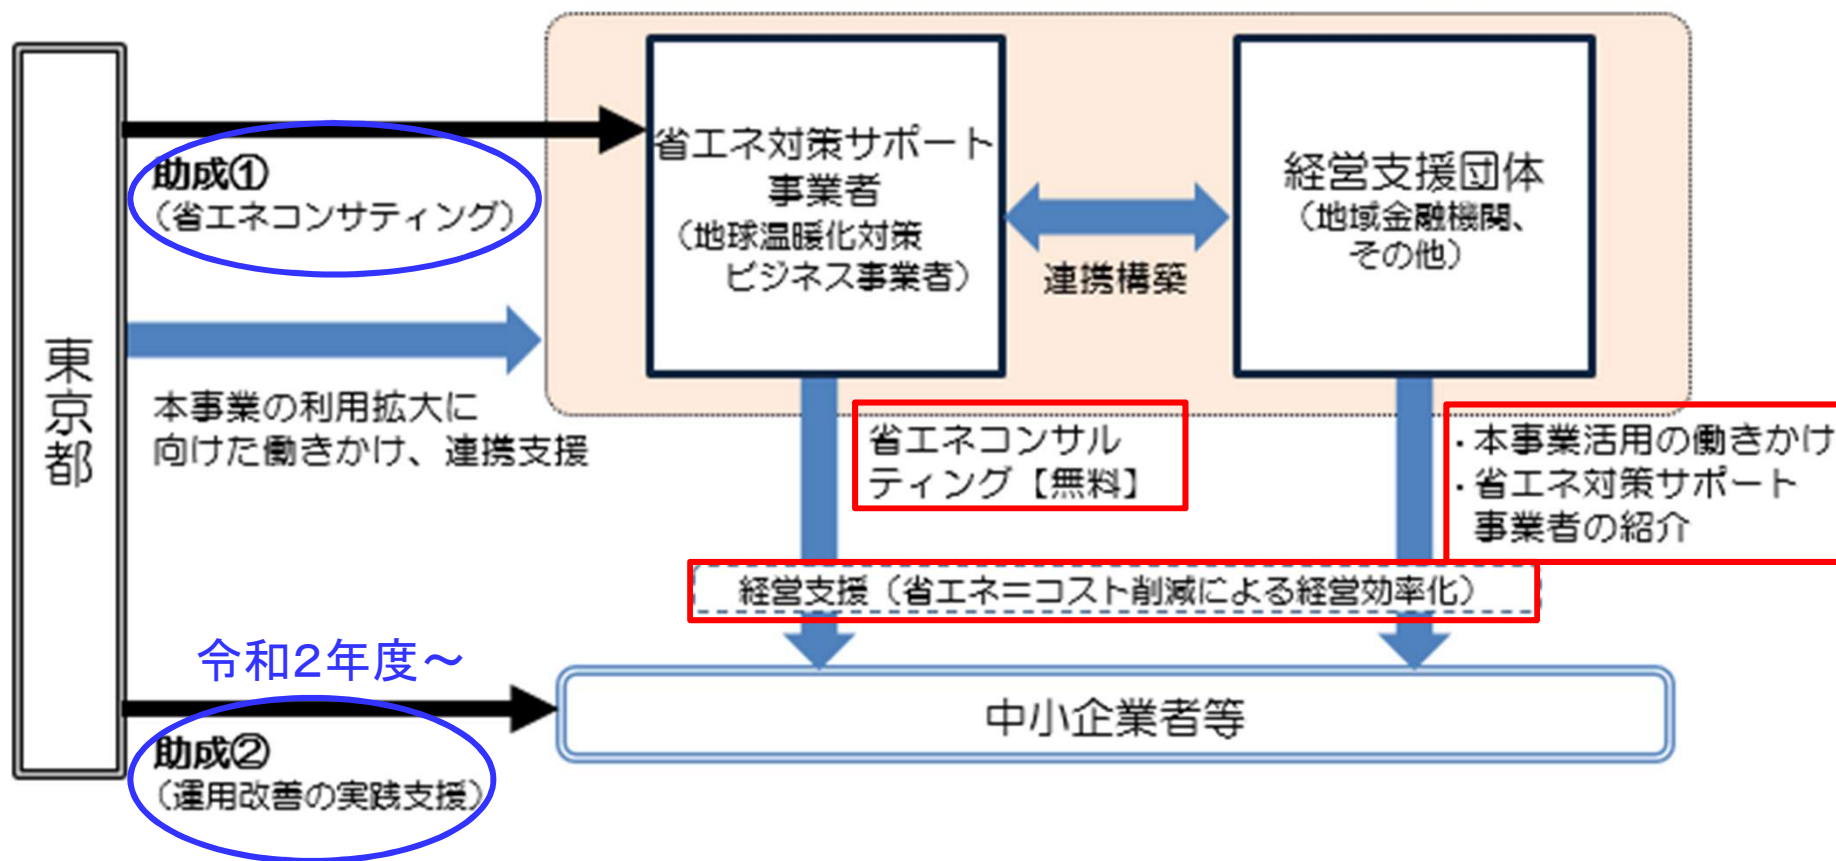 東京都
助成①
（省エネコンサティング）
本事業の利用拡大に
向けた働きかけ、連携支援
令和2年度～
助成②
（運用改善の実践支援）
省エネ対策サポート
事業者
（地球温暖化対策
ビジネス事業者）
連携構築
経営支援団体
（地域金融機関、
その他）
省エネコンサル
ティング【無料】
・本事業活用の働きかけ
・省エネ対策サポート
事業者の紹介
経営支援（省エネ＝コスト削減による経営効率化）
中小企業者等